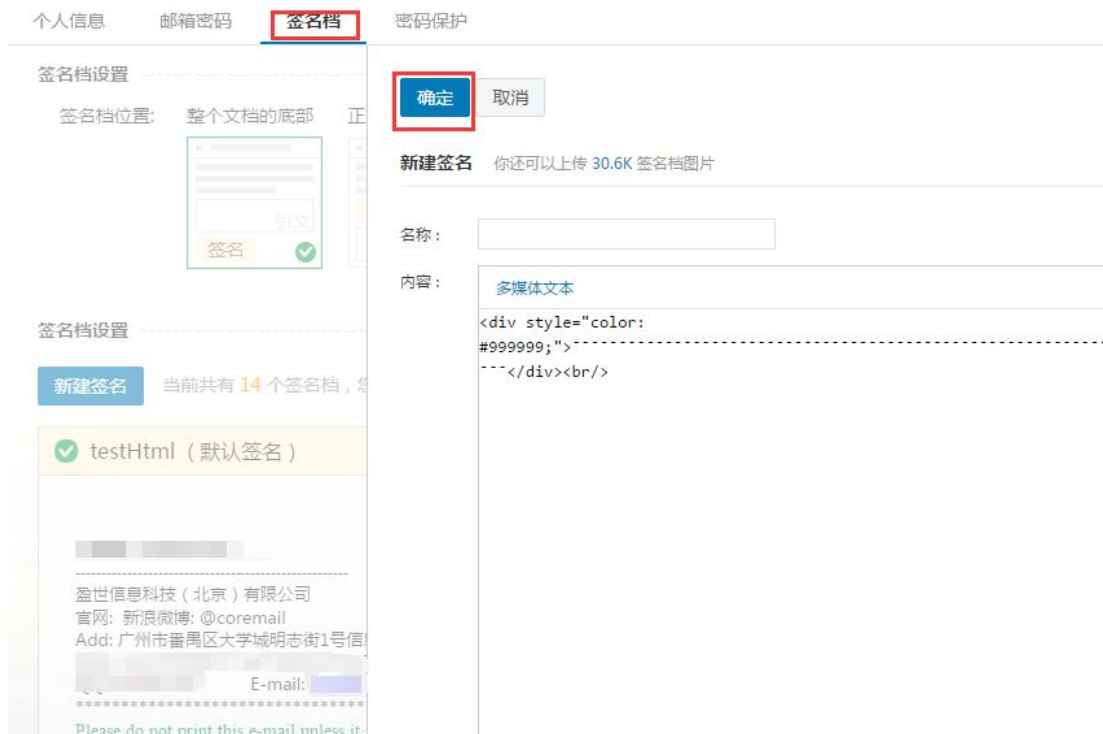 个人信息 邮箱密码 签名档 密码保护
签名档设置
签名档位置: 整个文档的底部 正
引文
签名
确定 取消
新建签名 你还可以上传 30.6K 签名档图片
名称：
内容：
多媒体文本
<div style="color:
#999999;">---------------------------------------------------------
---</div><br/>
签名档设置
新建签名 当前共有 14 个签名档，您
testHtml（默认签名）
---------------------------------------------------
盈世信息科技（北京）有限公司
官网: 新浪微博: @coremail
Add: 广州市番禺区大学城明志街1号信息
E-mail:
**********************************
Please do not print this e-mail unless it